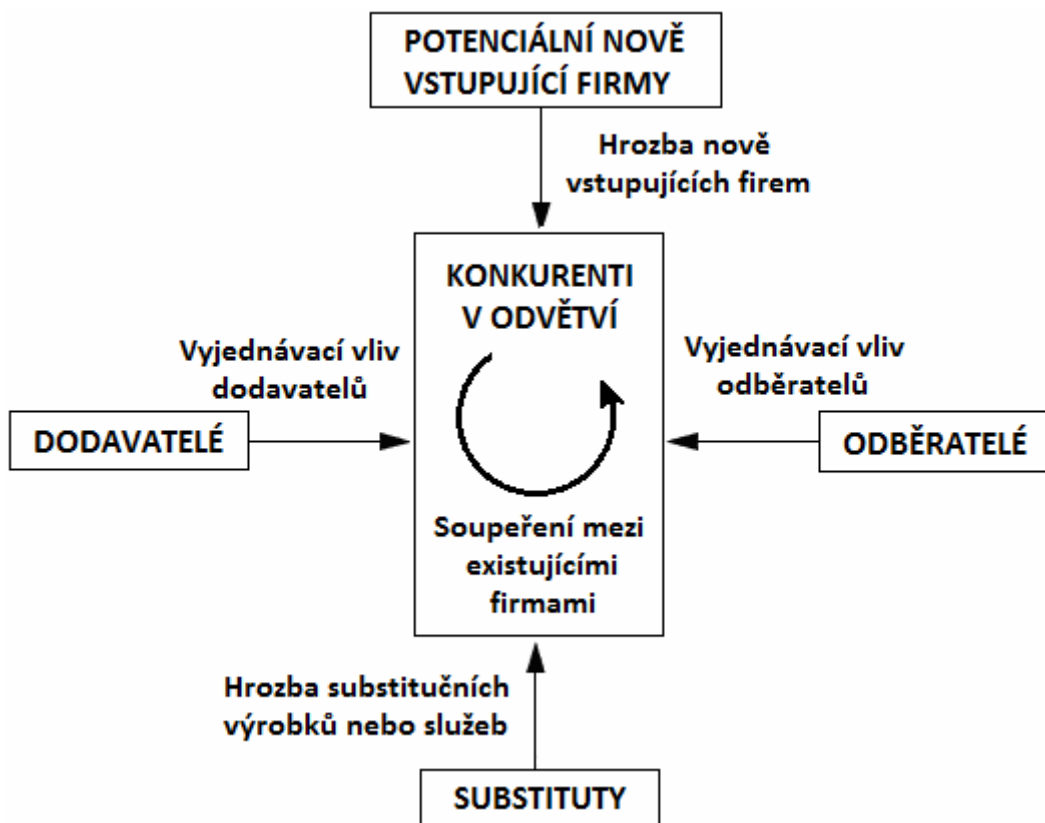 POTENCIÁLNÍ NOVĚ
VSTUPUJÍCÍ FIRMY
Hrozba nově
vstupujících firem
KONKURENTI
V ODVĚTVÍ
Vyjednávací vliv
dodavatelů
Vyjednávací vliv
odběratelů
DODAVATELÉ
ODBĚRATELÉ
Soupeření mezi
existujícími
firmami
Hrozba substitučních
výrobků nebo služeb
SUBSTITUTY